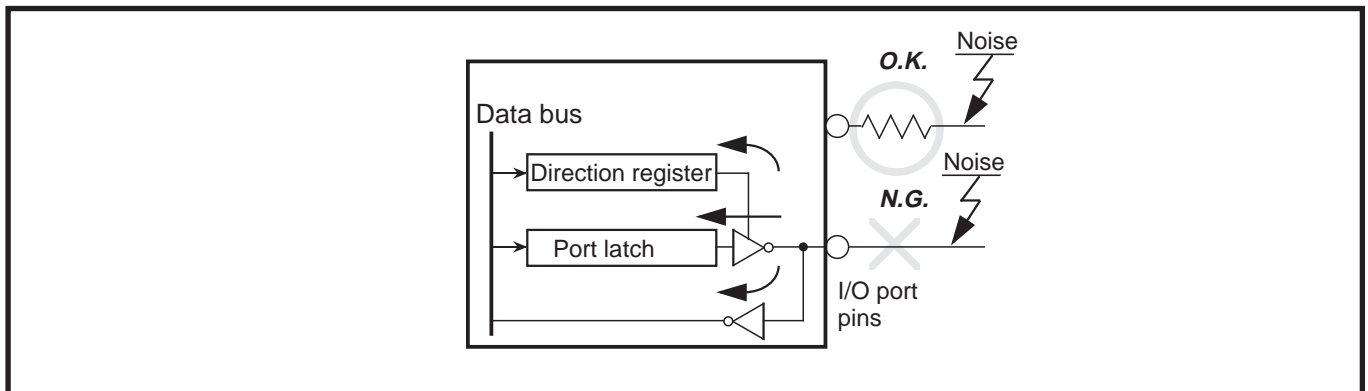 Noise
O.K.
Data bus
Noise
Direction register
N.G.
Port latch
I/O port
pins